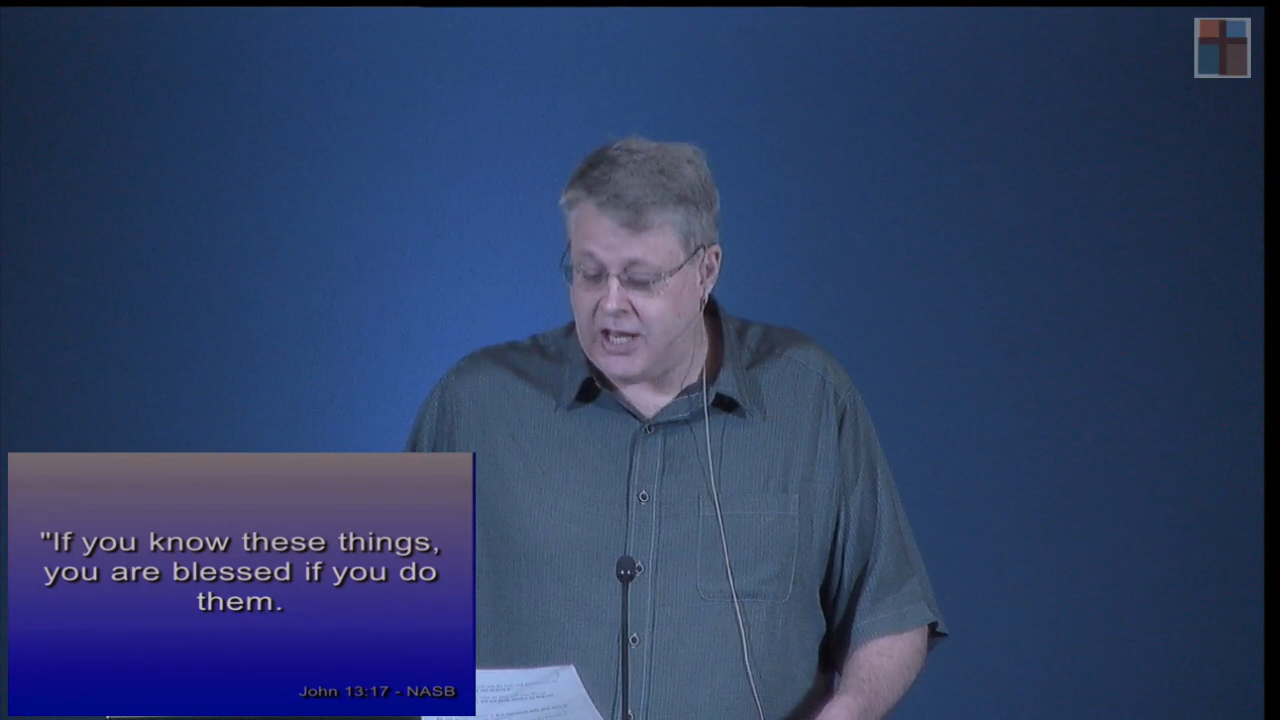 "If you know these things,
you are blessed if you do
them.
John 13:17 - NASB